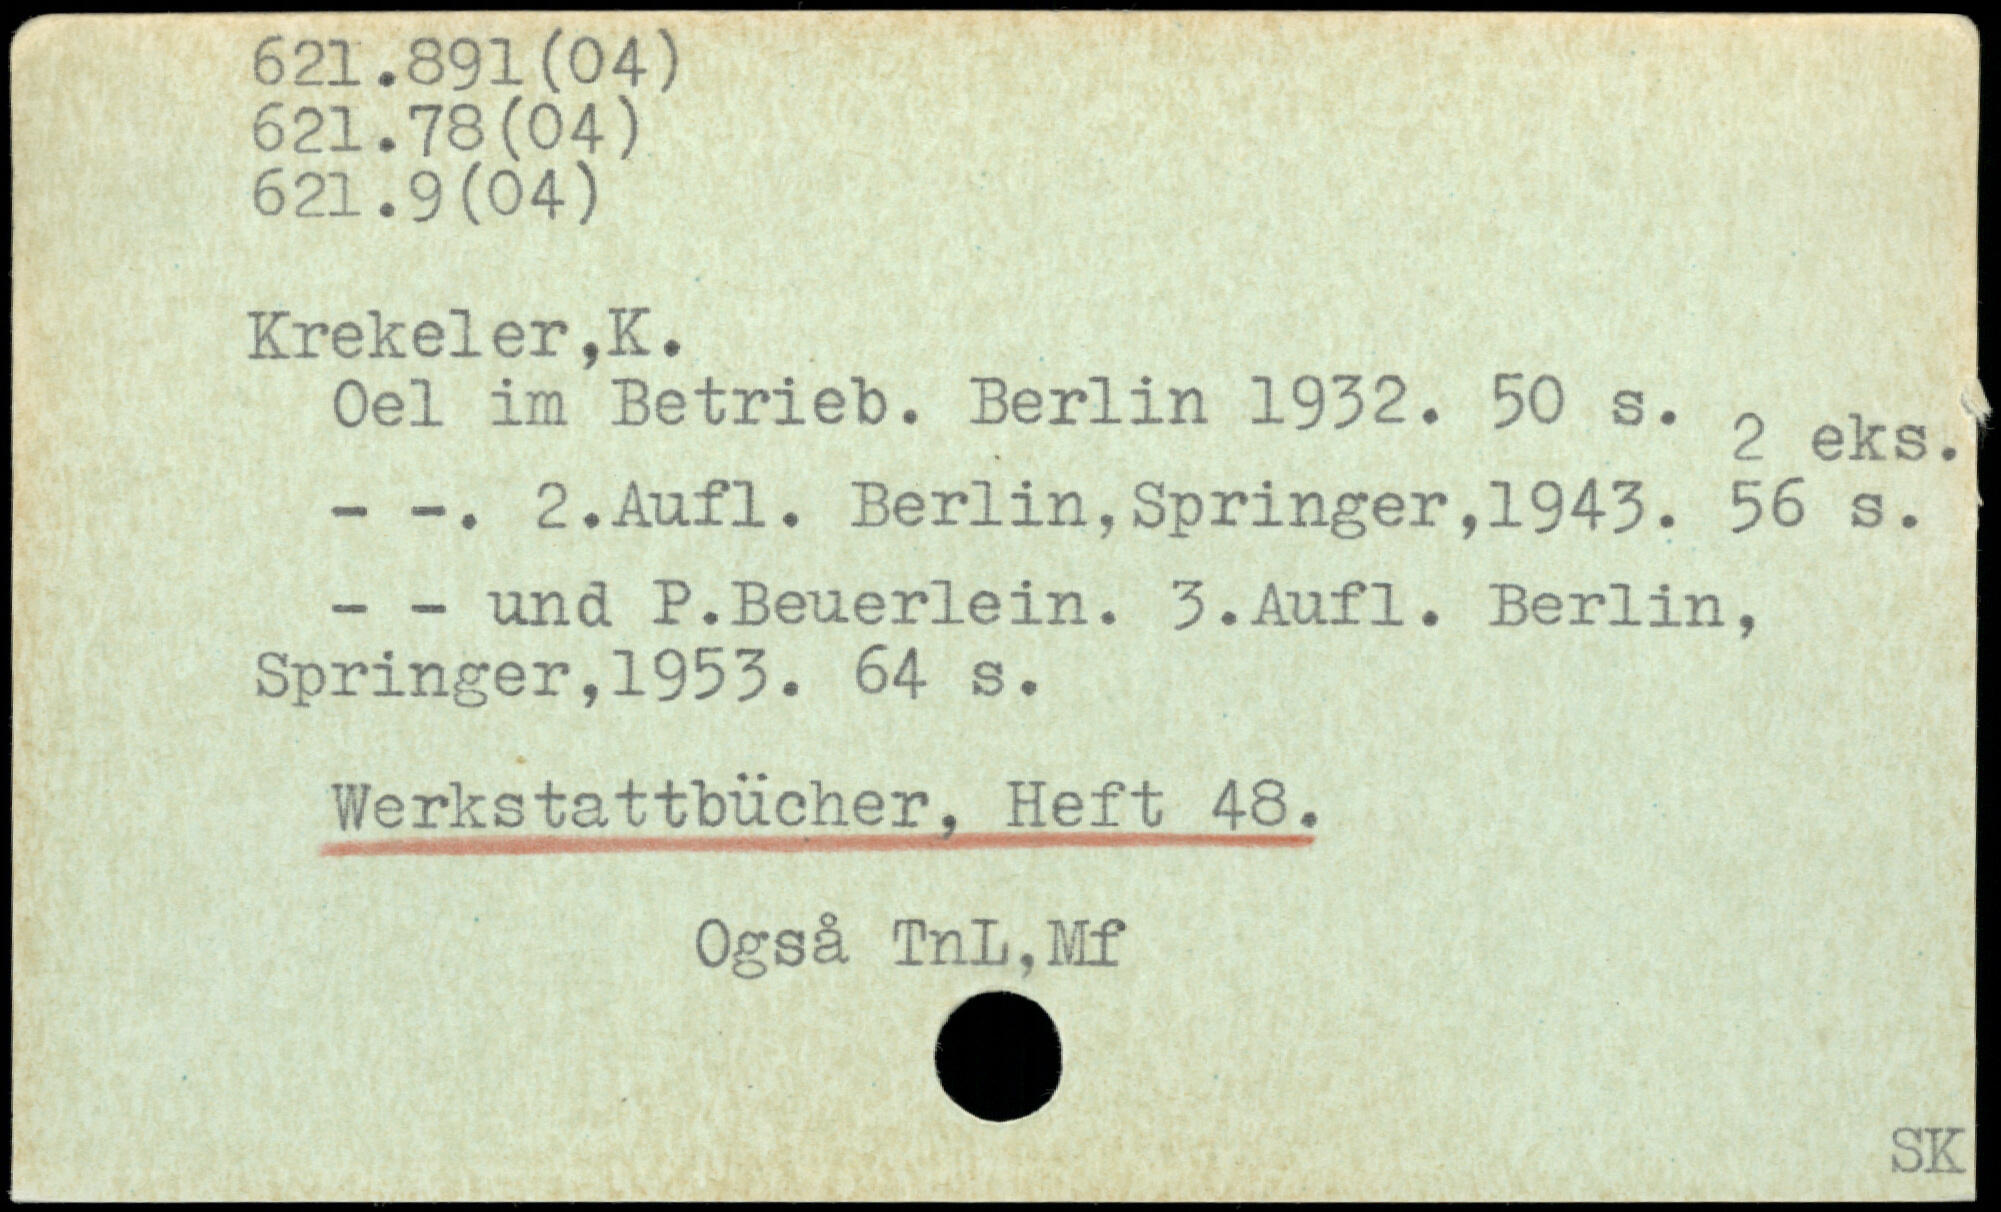 621.891(04)
621.78(04)
621.9(04)
Krekeler,K.
Oel im Betrieb. Berlin 1932. 50 s. 2 eks.
- -. 2.Aufl. Berlin,Springer,1943. 56 s.
- - und P.Beuerlein. 3.Aufl. Berlin,
Springer,1953. 64 s.
Werkstattbücher, Heft 48.
Også TnL,Mf
SK